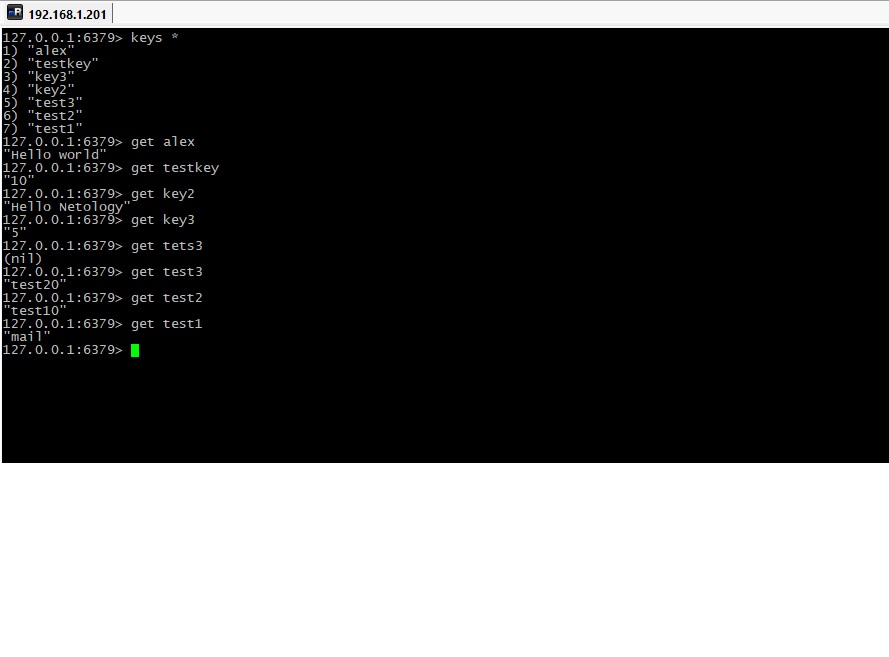 192.168.1.201
127.0.0.1:6379> keys *
1) "alex"
2) "testkey"
3) "key3"
4) "key2"
5) "test3"
6) "test2"
7) "test1"
127.0.0.1:6379> get alex
"Hello world"
127.0.0.1:6379> get testkey
"10"
127.0.0.1:6379> get key2
"Hello Netology"
127.0.0.1:6379> get key3
"5"
127.0.0.1:6379> get tets3
(nil)
127.0.0.1:6379> get test3
"test20"
127.0.0.1:6379> get test2
"test10"
127.0.0.1:6379> get test1
"mail"
127.0.0.1:6379>